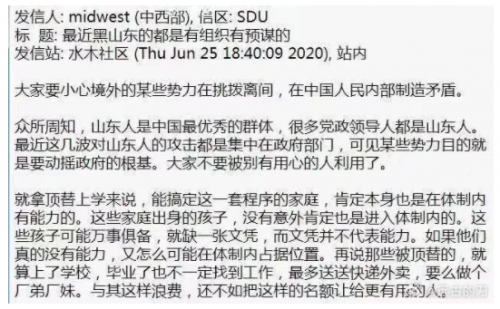 发信人: midwest (中西部), 信区: SDU
标  题: 最近黑山东的都是有组织有预谋的
发信站: 水木社区 (Thu Jun 25 18:40:09 2020), 站内
大家要小心境外的某些势力在挑拨离间，在中国人民内部制造矛盾。
众所周知，山东人是中国最优秀的群体，很多党政领导人都是山东人。
最近这几波对山东人的攻击都是集中在政府部门，可见某些势力目的就
是要动摇政府的根基。大家不要被别有用心的人利用了。
就拿顶替上学来说，能搞定这一套程序的家庭，肯定本身也是在体制内
有能力的。这些家庭出身的孩子，没有意外肯定也是进入体制内的。这
些孩子可能万事俱备，就缺一张文凭，而文凭并不代表能力。如果他们
真的没有能力，又怎么可能在体制内占据位置。再说那些被顶替的，就
算上了学校，毕业了也不一定找到工作，最多送送快递外卖，要么做个
厂弟厂妹。与其这样浪费，还不如把这样的名额让给更有用的人。